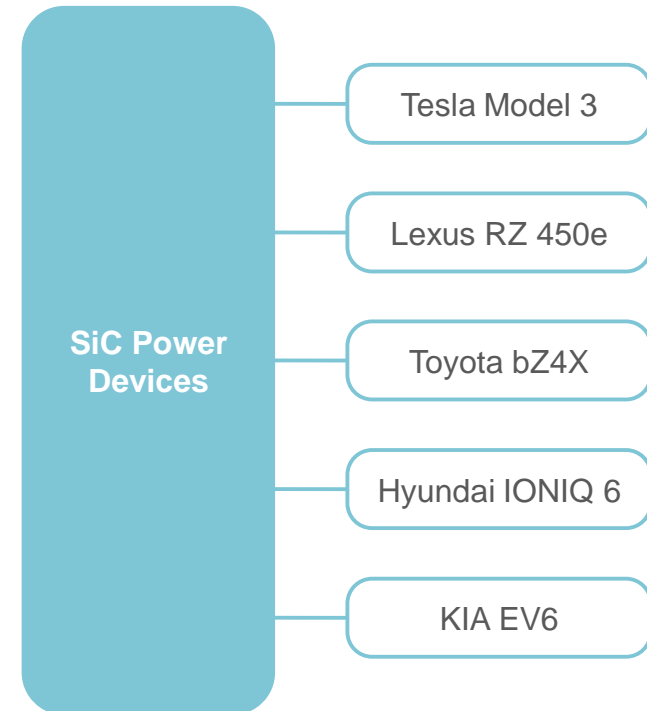 SiC Power
Devices
Tesla Model 3
Lexus RZ 450e
Toyota bZ4X
Hyundai IONIQ 6
KIA EV6